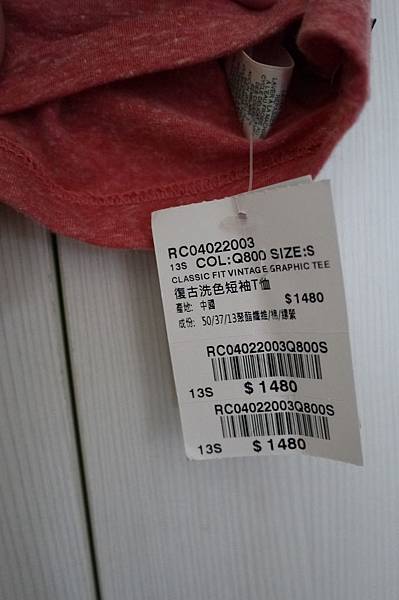 RC04022003
13S COL:Q800 SIZE:S
CLASSIC FIT VINTAGE GRAPHIC TEE
復古洗色短袖T恤 $1480
產地: 中國
成份: 50/37/13聚酯纖維/棉/嫘縈
RC04022003Q800S
13S $1480
RC04022003Q800S
13S $1480